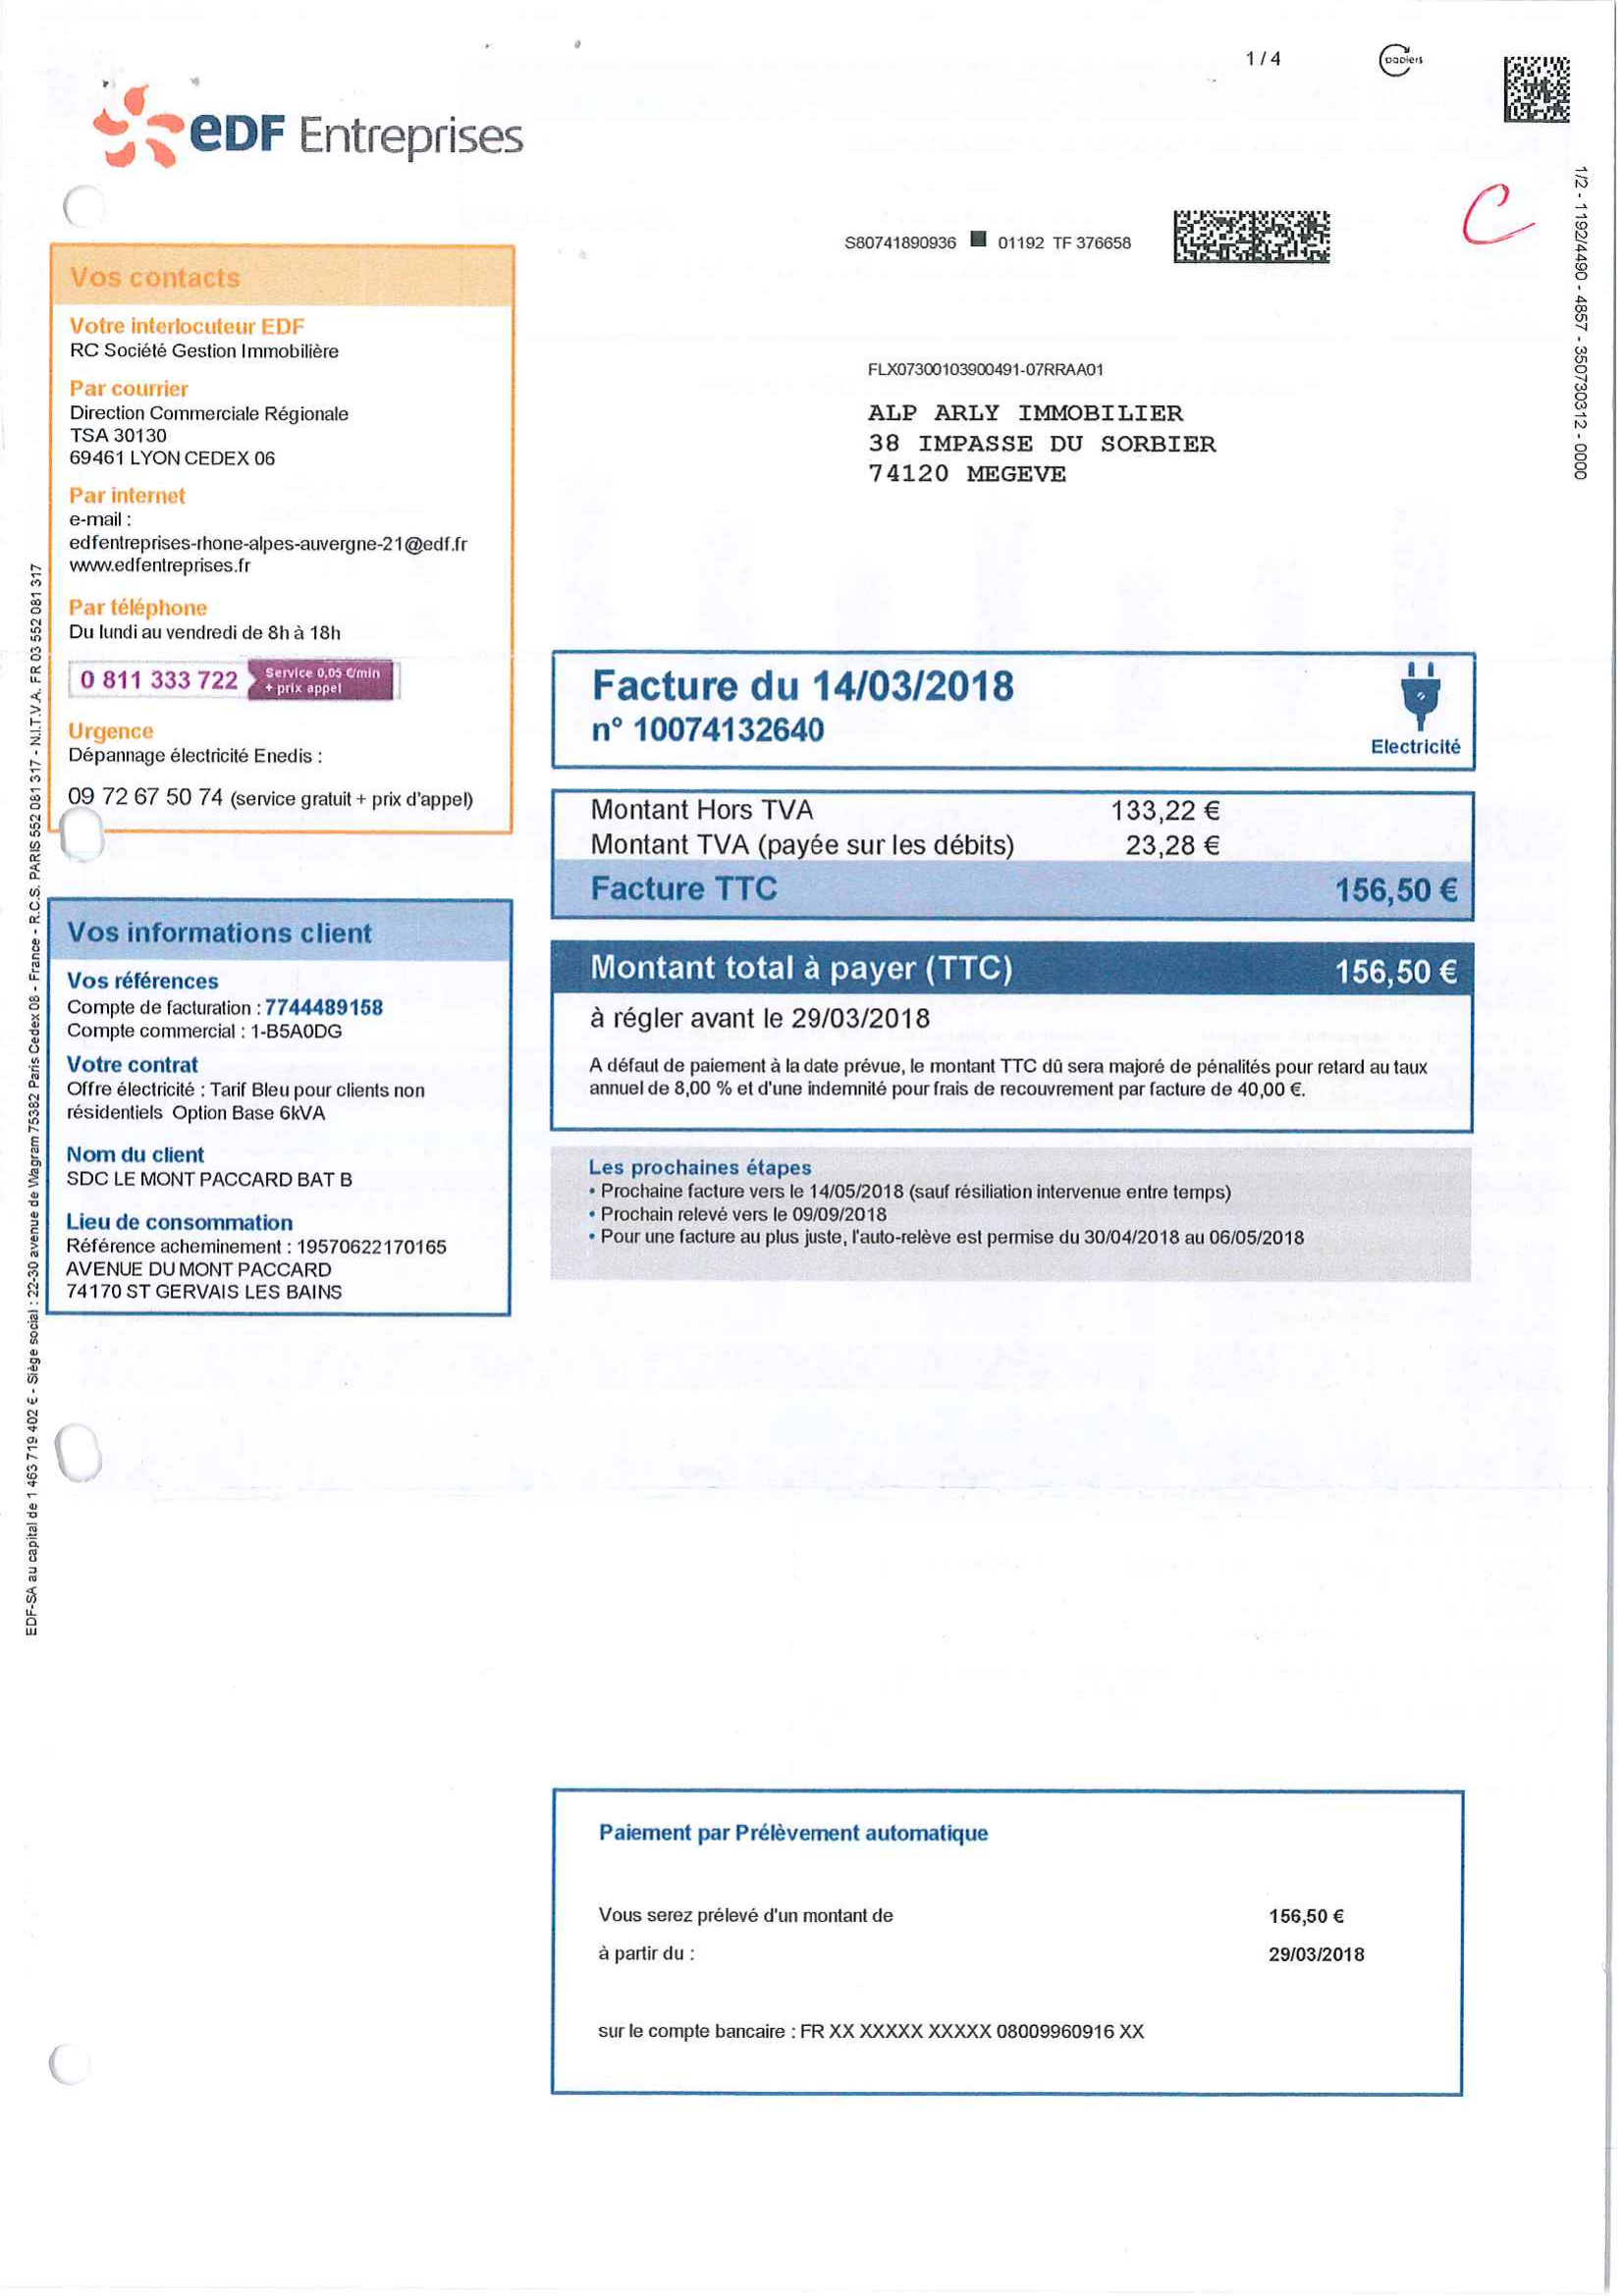 1 / 4
papiers
eDF Entreprises
C
S80741890936 01192 TF 376658
1/2 - 1192/4490 - 4857 - 350730312 - 0000
Vos contacts
Votre interlocuteur EDF
RC Société Gestion Immobilière
Par courrier
Direction Commerciale Régionale
TSA 30130
69461 LYON CEDEX 06
Par internet
e-mail :
edfentreprises-rhone-alpes-auvergne-21@edf.fr
www.edfentreprises.fr
Par téléphone
Du lundi au vendredi de 8h à 18h
0 811 333 722
Service 0,05 €/min
+ prix appel
Urgence
Dépannage électricité Enedis :
09 72 67 50 74 (service gratuit + prix d'appel)
FLX07300103900491-07RRAA01
ALP ARLY IMMOBILIER
38 IMPASSE DU SORBIER
74120 MEGEVE
Facture du 14/03/2018
n° 10074132640
Electricité
Montant Hors TVA 133,22 €
Montant TVA (payée sur les débits) 23,28 €
Facture TTC 156,50 €
Montant total à payer (TTC) 156,50 €
à régler avant le 29/03/2018
A défaut de paiement à la date prévue, le montant TTC dû sera majoré de pénalités pour retard au taux
annuel de 8,00 % et d'une indemnité pour frais de recouvrement par facture de 40,00 €.
Les prochaines étapes
• Prochaine facture vers le 14/05/2018 (sauf résiliation intervenue entre temps)
• Prochain relevé vers le 09/09/2018
• Pour une facture au plus juste, l'auto-relève est permise du 30/04/2018 au 06/05/2018
Vos informations client
Vos références
Compte de facturation : 7744489158
Compte commercial : 1-B5A0DG
Votre contrat
Offre électricité : Tarif Bleu pour clients non
résidentiels Option Base 6kVA
Nom du client
SDC LE MONT PACCARD BAT B
Lieu de consommation
Référence acheminement : 19570622170165
AVENUE DU MONT PACCARD
74170 ST GERVAIS LES BAINS
EDF-SA au capital de 1 463 719 402 € - Siège social : 22-30 avenue de Wagram 75382 Paris Cedex 08 - France - R.C.S. PARIS 552 081 317 - N.I.T.V.A. FR 03 552 081 317
Paiement par Prélèvement automatique
Vous serez prélevé d'un montant de 156,50 €
à partir du : 29/03/2018
sur le compte bancaire : FR XX XXXXX XXXXX 08009960916 XX